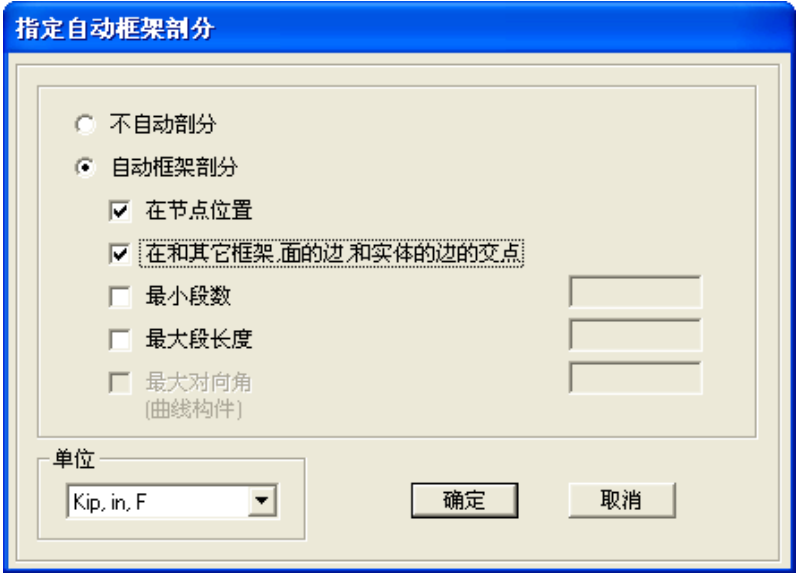 指定自动框架剖分
不自动剖分
自动框架剖分
在节点位置
在和其它框架,面的边,和实体的边的交点
最小段数
最大段长度
最大对向角
(曲线构件)
单位
Kip, in, F
确定
取消